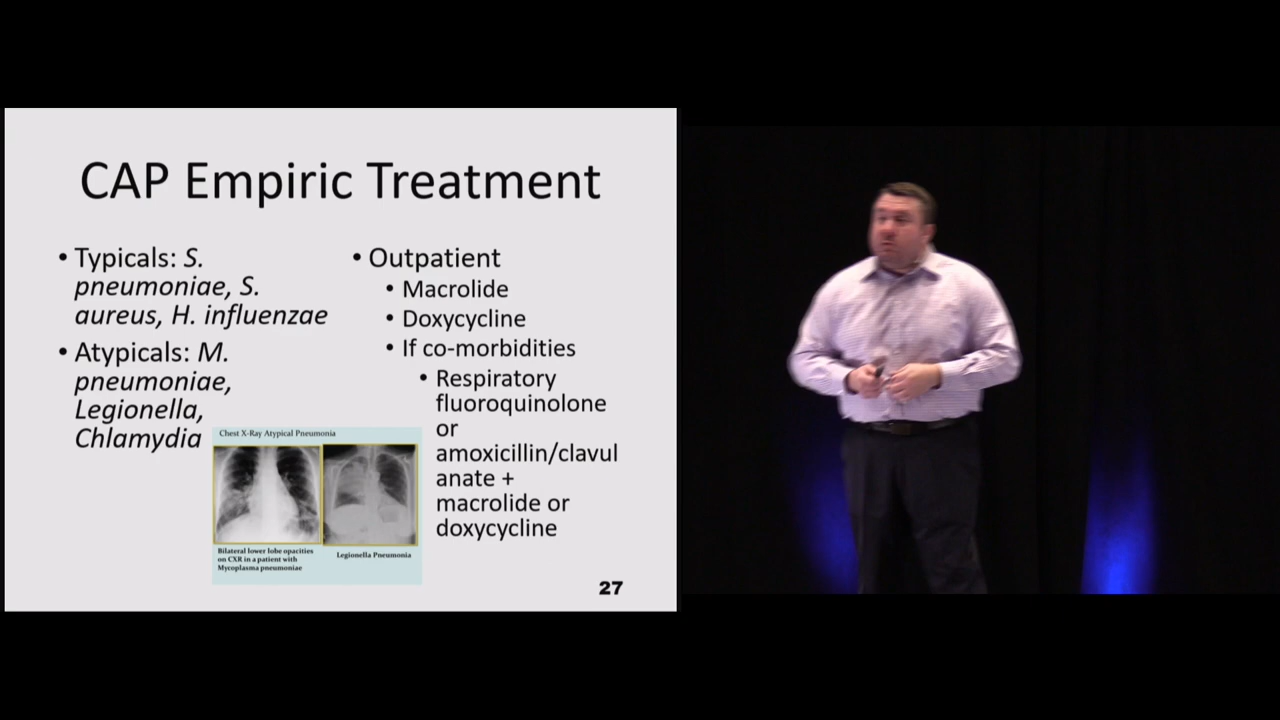 CAP Empiric Treatment
• Typicals: S.
pneumoniae, S.
aureus, H. influenzae
• Atypicals: M.
pneumoniae,
Legionella,
Chlamydia
Chest X-Ray Atypical Pneumonia
Bilateral lower lobe opacities
on CXR in a patient with
Mycoplasma pneumoniae
Legionella Pneumonia
• Outpatient
• Macrolide
• Doxycycline
• If co-morbidities
• Respiratory
fluoroquinolone
or
amoxicillin/clavul
anate +
macrolide or
doxycycline
27